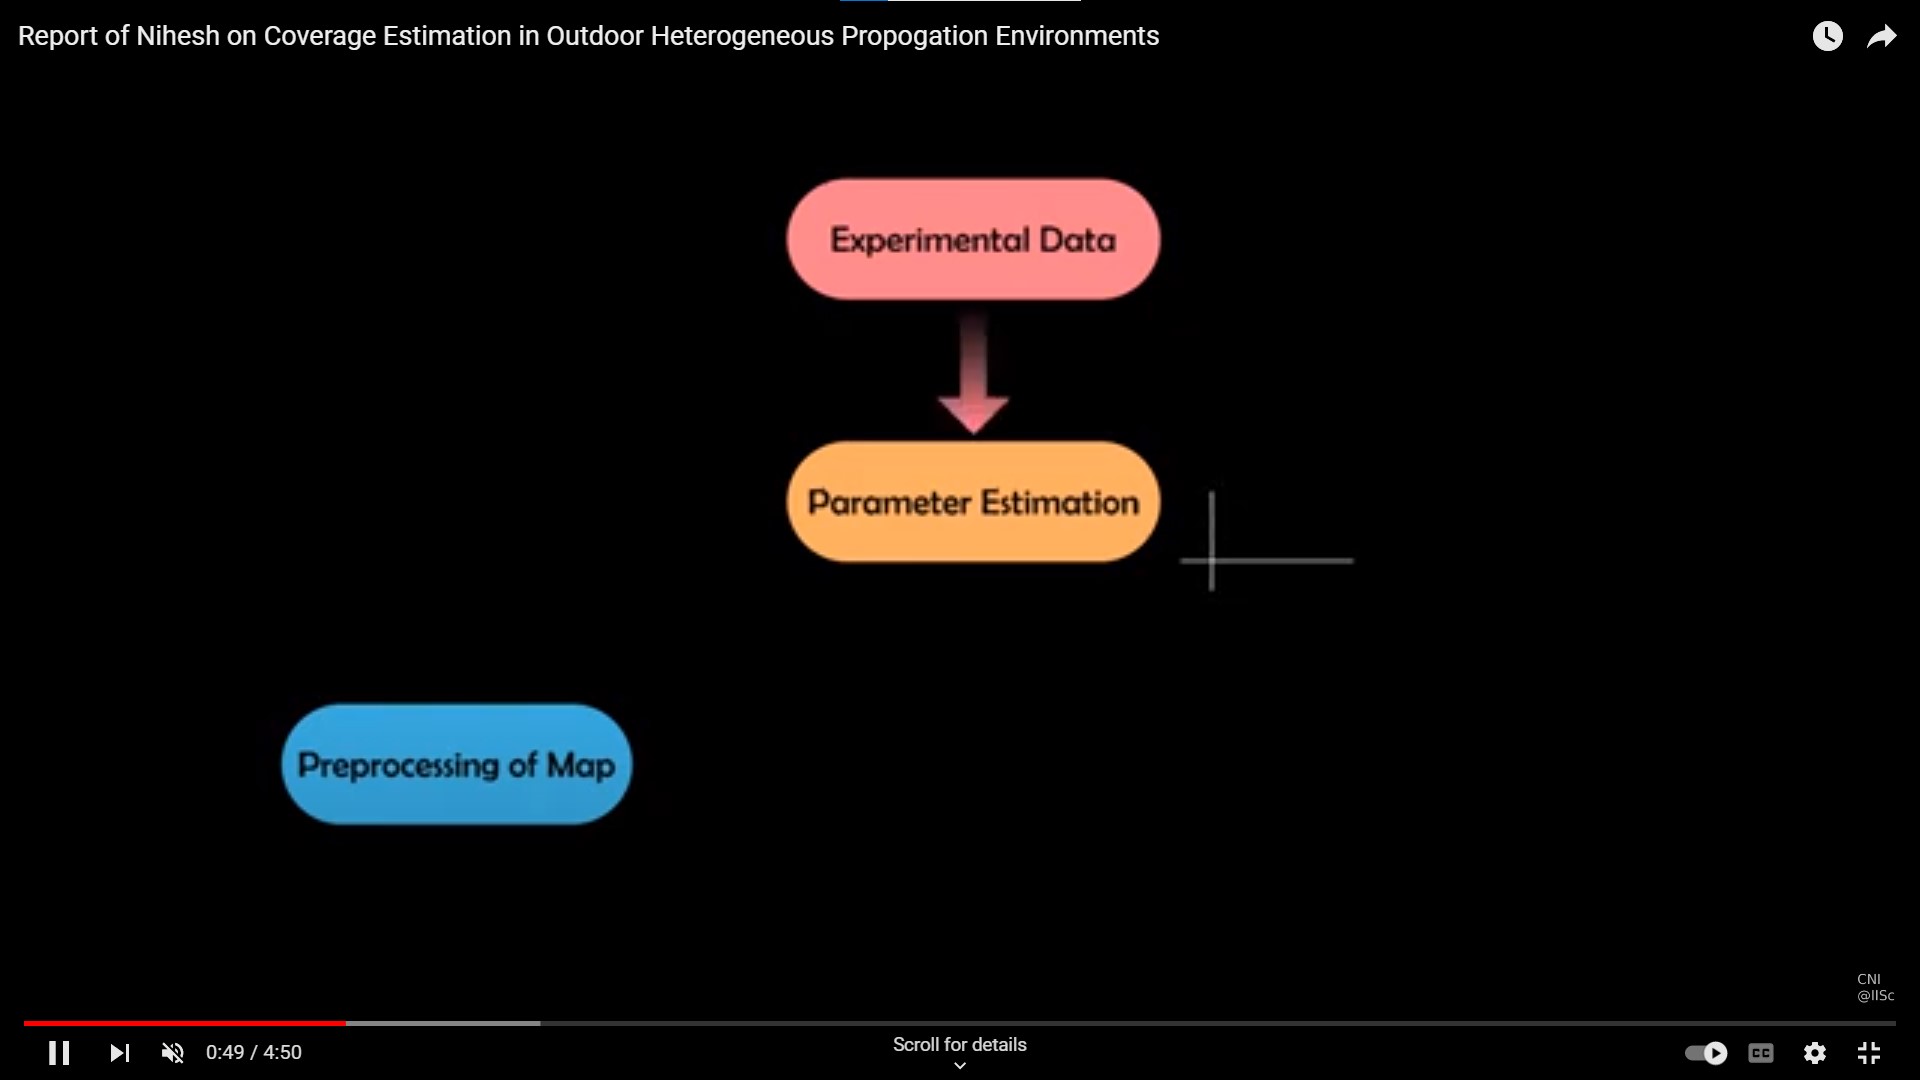 Report of Nihesh on Coverage Estimation in Outdoor Heterogeneous Propogation Environments
Experimental Data
Parameter Estimation
Preprocessing of Map
CNI
@IISc
Scroll for details
0:49 / 4:50
CC